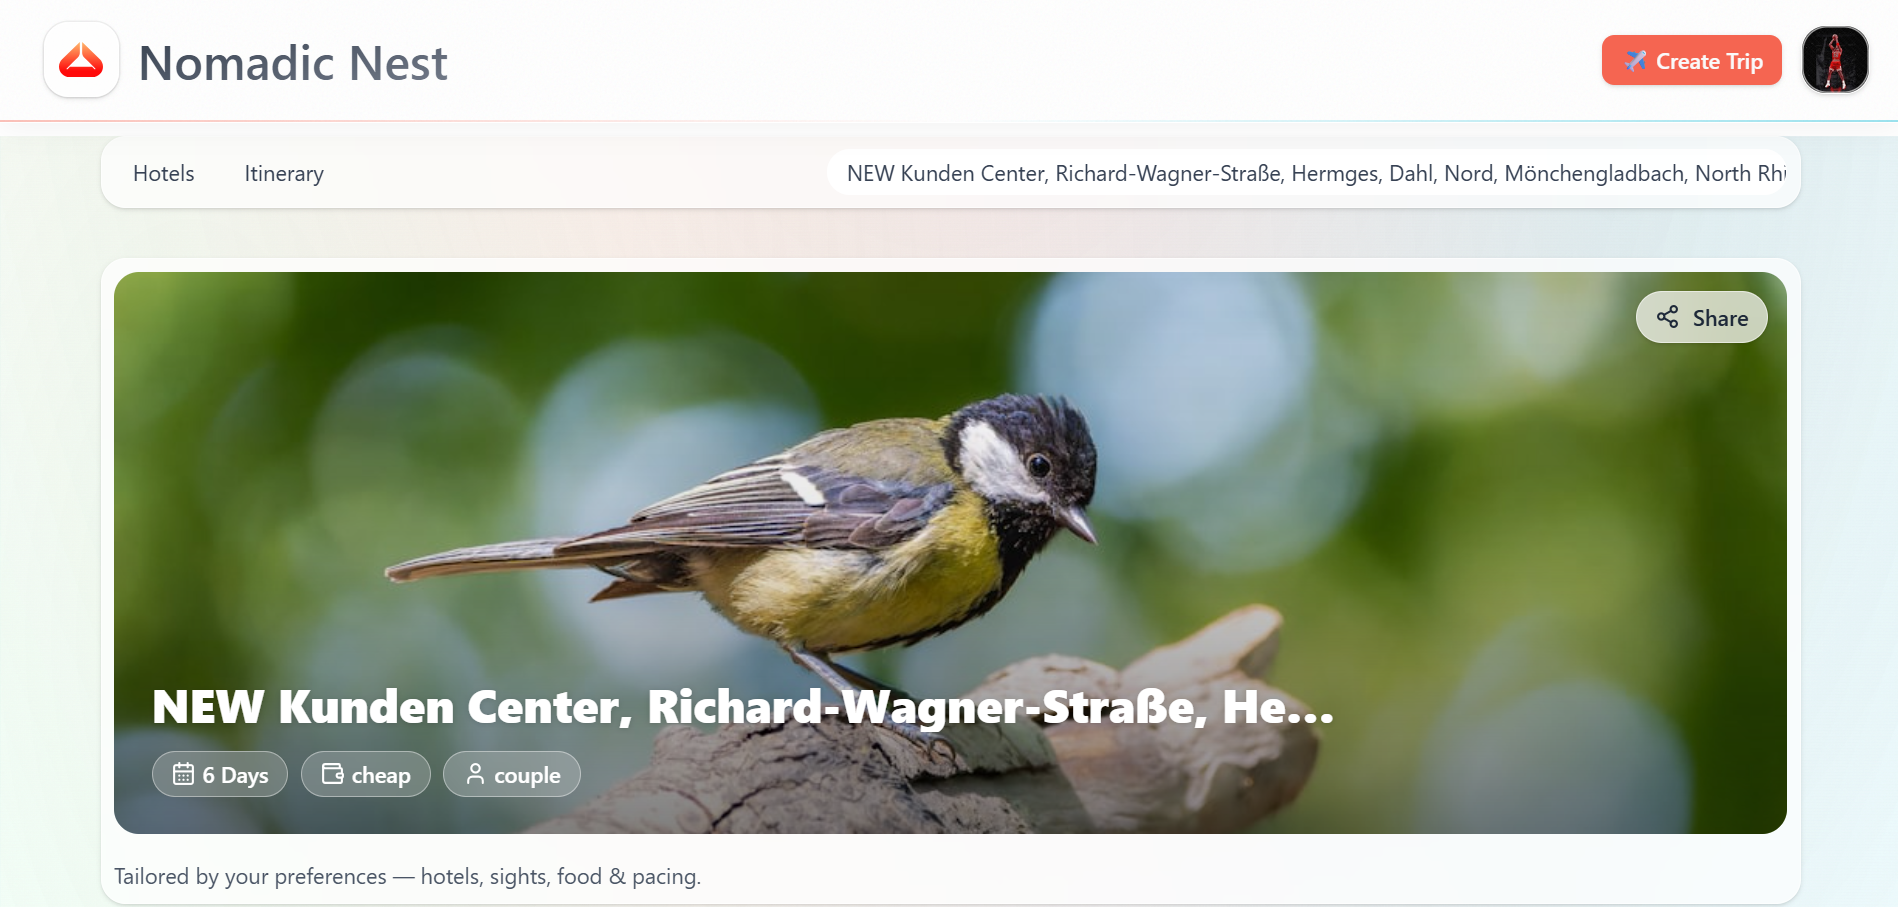 Nomadic Nest
Create Trip
Hotels
Itinerary
NEW Kunden Center, Richard-Wagner-Straße, Hermges, Dahl, Nord, Mönchengladbach, North
Share
NEW Kunden Center, Richard-Wagner-Straße, He...
6 Days
cheap
couple
Tailored by your preferences — hotels, sights, food & pacing.